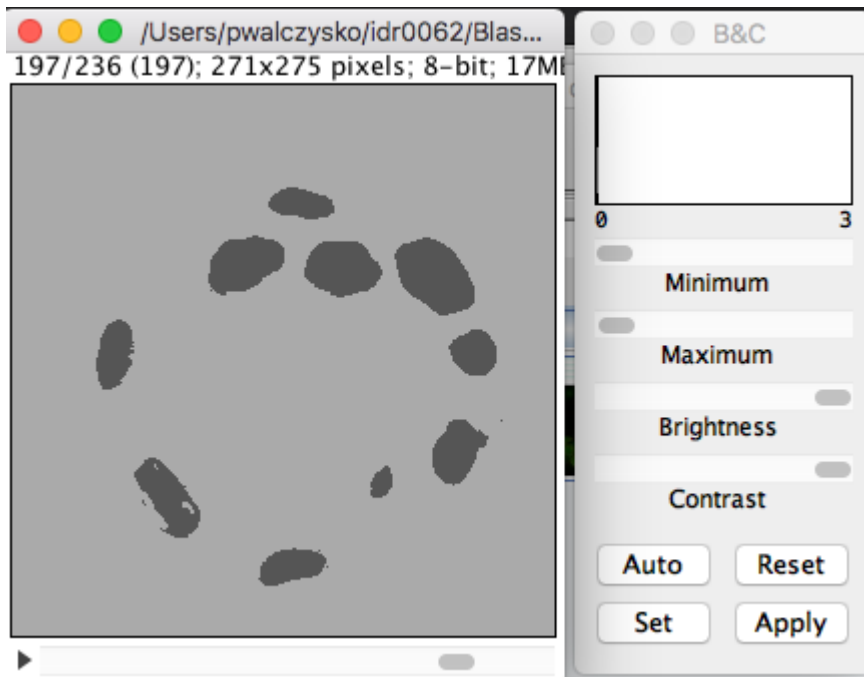 /Users/pwalczysko/idr0062/Blas...
197/236 (197); 271x275 pixels; 8-bit; 17M
B&C
0 3
Minimum
Maximum
Brightness
Contrast
Auto Reset
Set Apply